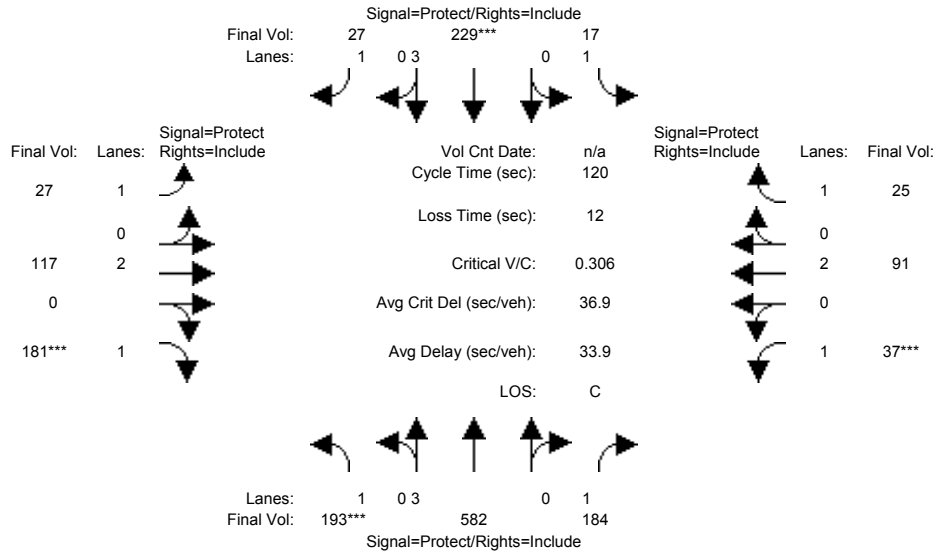 Signal=Protect/Rights=Include
Final Vol: 27 229*** 17
Lanes: 1 0 3 0 1
Signal=Protect Signal=Protect
Final Vol: Lanes: Rights=Include Vol Cnt Date: n/a Rights=Include Lanes: Final Vol:
Cycle Time (sec): 120
27 1 1 25
Loss Time (sec): 12
0 0
117 2 Critical V/C: 0.306 2 91
0 Avg Crit Del (sec/veh): 36.9 0
181*** 1 Avg Delay (sec/veh): 33.9 1 37***
LOS: C
Lanes: 1 0 3 0 1
Final Vol: 193*** 582 184
Signal=Protect/Rights=Include